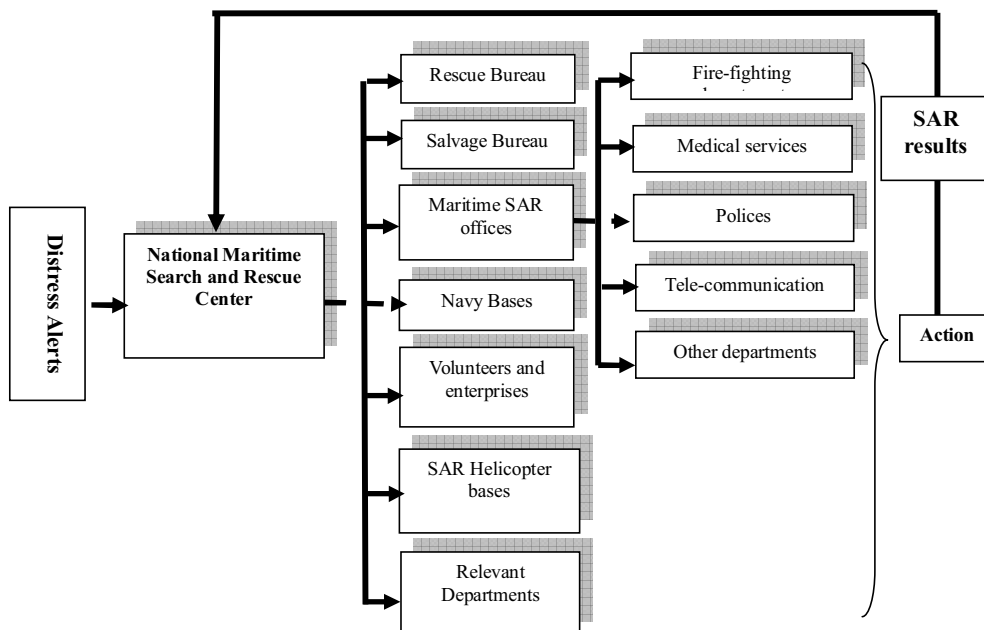 Distress Alerts
National Maritime
Search and Rescue
Center
Rescue Bureau
Salvage Bureau
Maritime SAR
offices
Navy Bases
Volunteers and
enterprises
SAR Helicopter
bases
Relevant
Departments
Fire-fighting
Medical services
Polices
Tele-communication
Other departments
Action
SAR
results